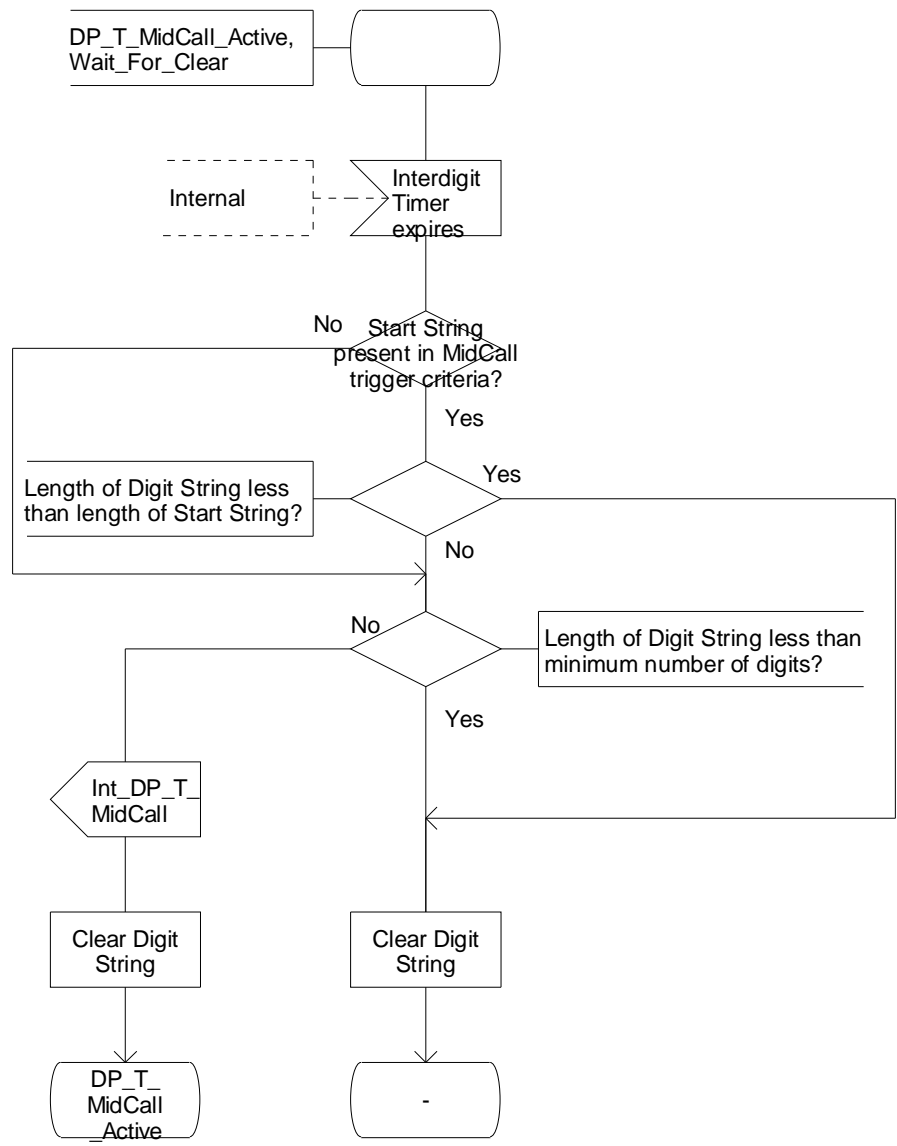 DP_T_MidCall_Active,
Wait_For_Clear
Internal
Interdigit
Timer
expires
No
Start String
present in MidCall
trigger criteria?
Yes
Length of Digit String less
than length of Start String?
Yes
No
No
Length of Digit String less than
minimum number of digits?
Yes
Int_DP_T_
MidCall
Clear Digit
String
Clear Digit
String
DP_T_
MidCall
_Active
-